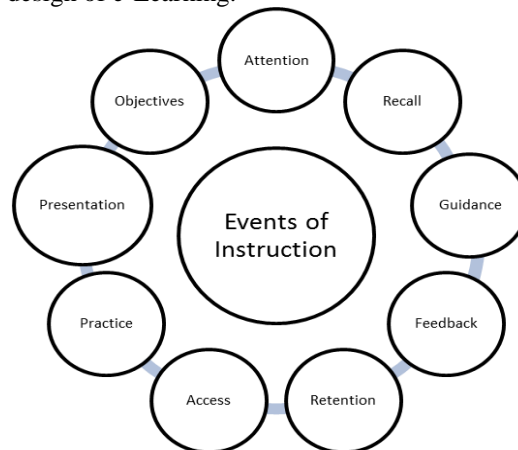 design of e-Learning.
Attention
Objectives
Recall
Presentation
Events of
Instruction
Guidance
Practice
Feedback
Access
Retention